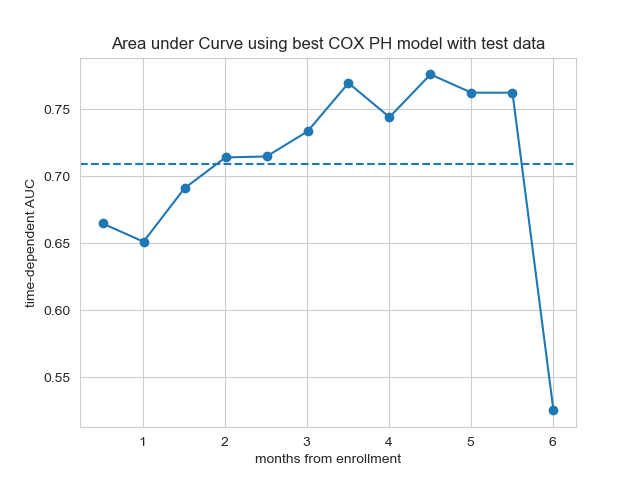 Area under Curve using best COX PH model with test data
time-dependent AUC
0.75
0.70
0.65
0.60
0.55
1 2 3 4 5 6
months from enrollment